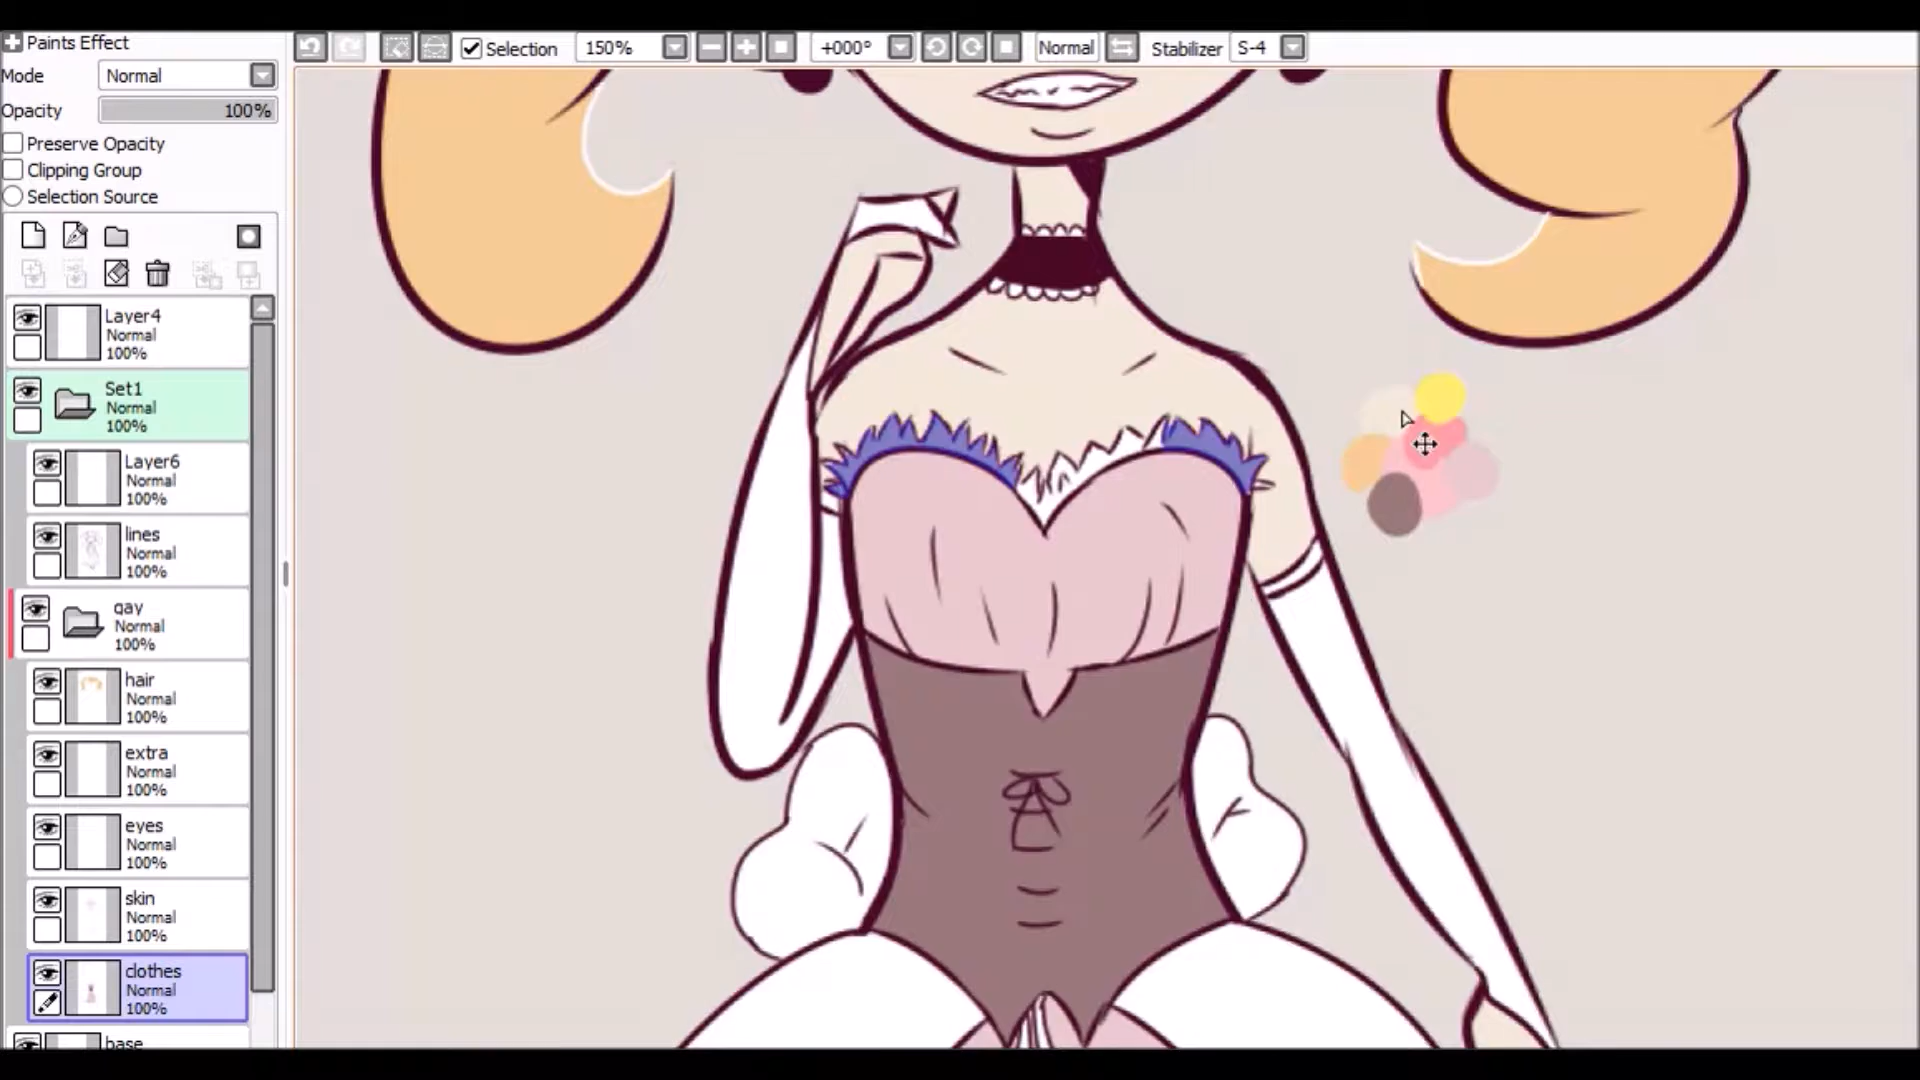 Paints Effect
Selection
150%
+000°
Normal
Stabilizer
S-4
Mode
Normal
Opacity
100%
Preserve Opacity
Clipping Group
Selection Source
Layer4
Normal
100%
Set1
Normal
100%
Layer6
Normal
100%
lines
Normal
100%
gay
Normal
100%
hair
Normal
100%
extra
Normal
100%
eyes
Normal
100%
skin
Normal
100%
clothes
Normal
100%
base